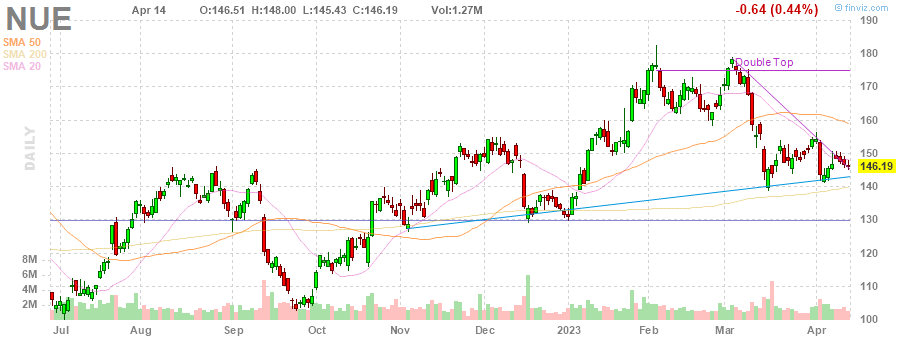 NUE
Apr 14 O:146.51 H:148.00 L:145.43 C:146.19 Vol:1.27M -0.64 (0.44%)
© finviz.com
SMA 50
SMA 200
SMA 20
DAILY
Double Top
190
180
170
160
150
146.19
140
130
120
110
100
8M
6M
4M
2M
Jul Aug Sep Oct Nov Dec 2023 Feb Mar Apr